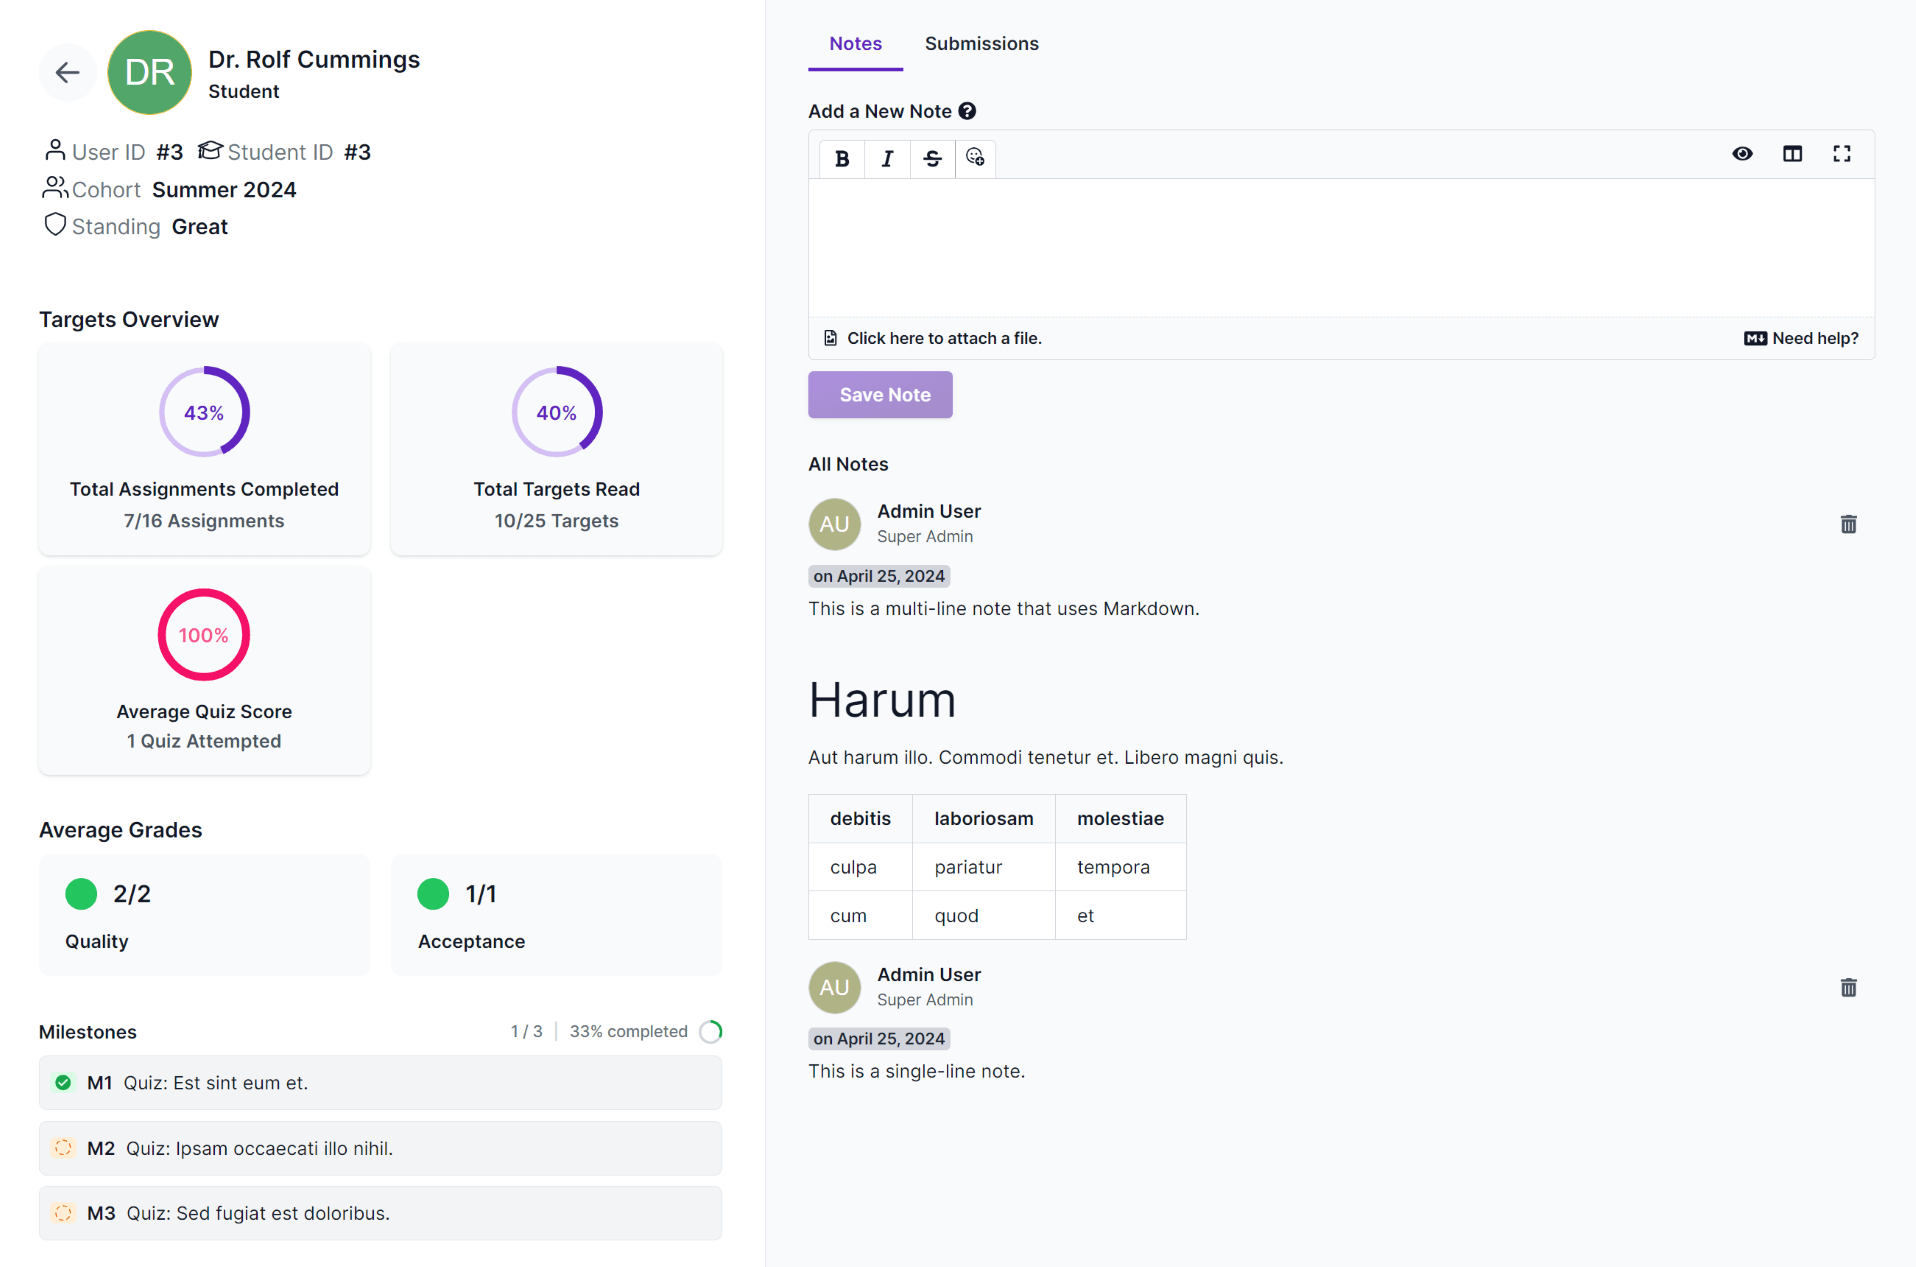 DR
Dr. Rolf Cummings
Student
User ID #3 Student ID #3
Cohort Summer 2024
Standing Great
Targets Overview
43%
Total Assignments Completed
7/16 Assignments
40%
Total Targets Read
10/25 Targets
100%
Average Quiz Score
1 Quiz Attempted
Average Grades
2/2
Quality
1/1
Acceptance
Milestones 1 / 3 33% completed
M1 Quiz: Est sint eum et.
M2 Quiz: Ipsam occaecati illo nihil.
M3 Quiz: Sed fugiat est doloribus.
Notes Submissions
Add a New Note ?
B I S
Click here to attach a file. M Need help?
Save Note
All Notes
AU
Admin User
Super Admin
on April 25, 2024
This is a multi-line note that uses Markdown.
Harum
Aut harum illo. Commodi tenetur et. Libero magni quis.
debitis laboriosam molestiae
culpa pariatur tempora
cum quod et
AU
Admin User
Super Admin
on April 25, 2024
This is a single-line note.